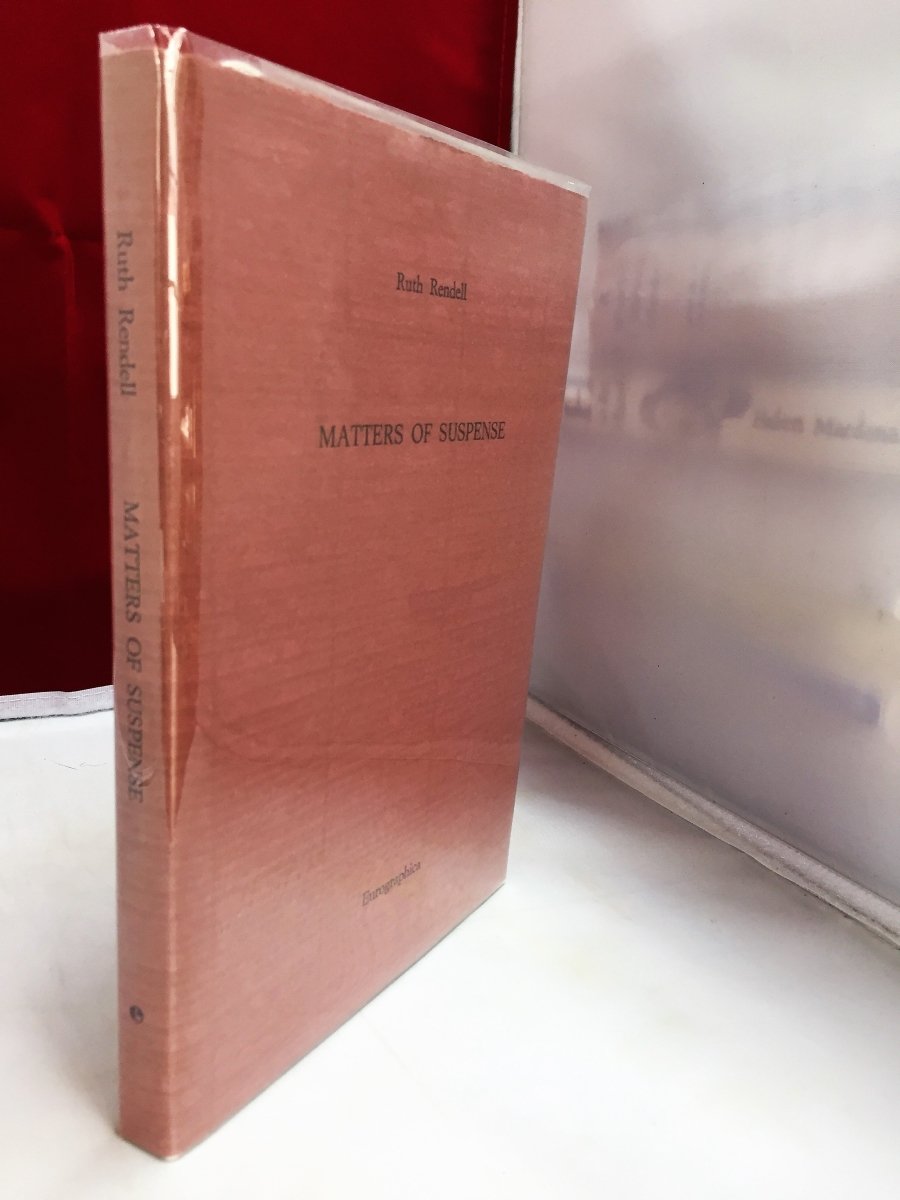 Ruth Rendell
MATTERS OF SUSPENSE
Eurographica
Ruth Rendell MATTERS OF SUSPENSE